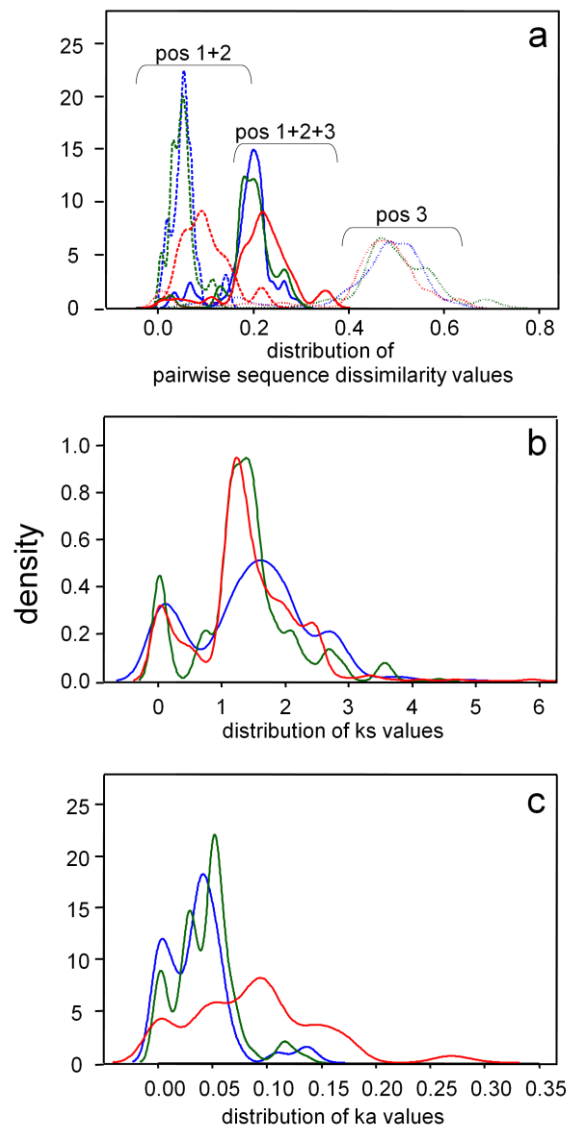 a
pos 1+2
pos 1+2+3
pos 3
25
20
15
10
5
0
0.0 0.2 0.4 0.6 0.8
distribution of
pairwise sequence dissimilarity values
b
1.0
0.8
0.6
0.4
0.2
0.0
density
0 1 2 3 4 5 6
distribution of ks values
c
25
20
15
10
5
0
0.00 0.05 0.10 0.15 0.20 0.25 0.30 0.35
distribution of ka values